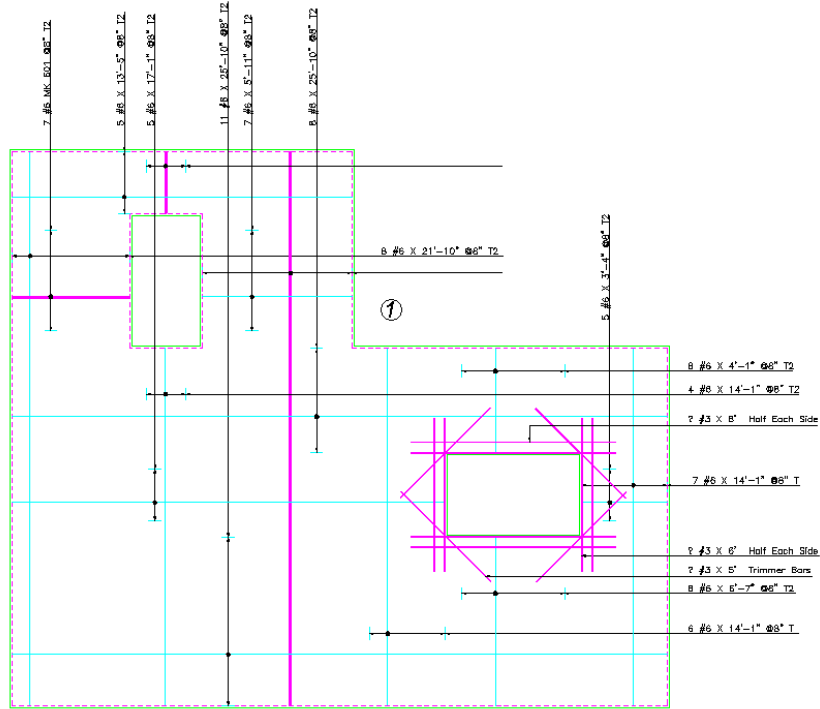 7 #6 MK 601 @8" T2
5 #6 X 13'-5" @8" T2
5 #6 X 17'-1" @8" T2
11 #6 X 25'-10" @8" T2
7 #6 X 5'-11" @8" T2
8 #6 X 25'-10" @8" T2
8 #6 X 21'-10" @8" T2
5 #6 X 3'-4" @8" T2
1
8 #6 X 4'-1" @8" T2
4 #6 X 14'-1" @8" T2
? #3 X 8' Half Each Side
7 #6 X 14'-1" @8" T
? #3 X 6' Half Each Side
? #3 X 5' Trimmer Bars
8 #6 X 6'-7" @8" T2
6 #6 X 14'-1" @8" T